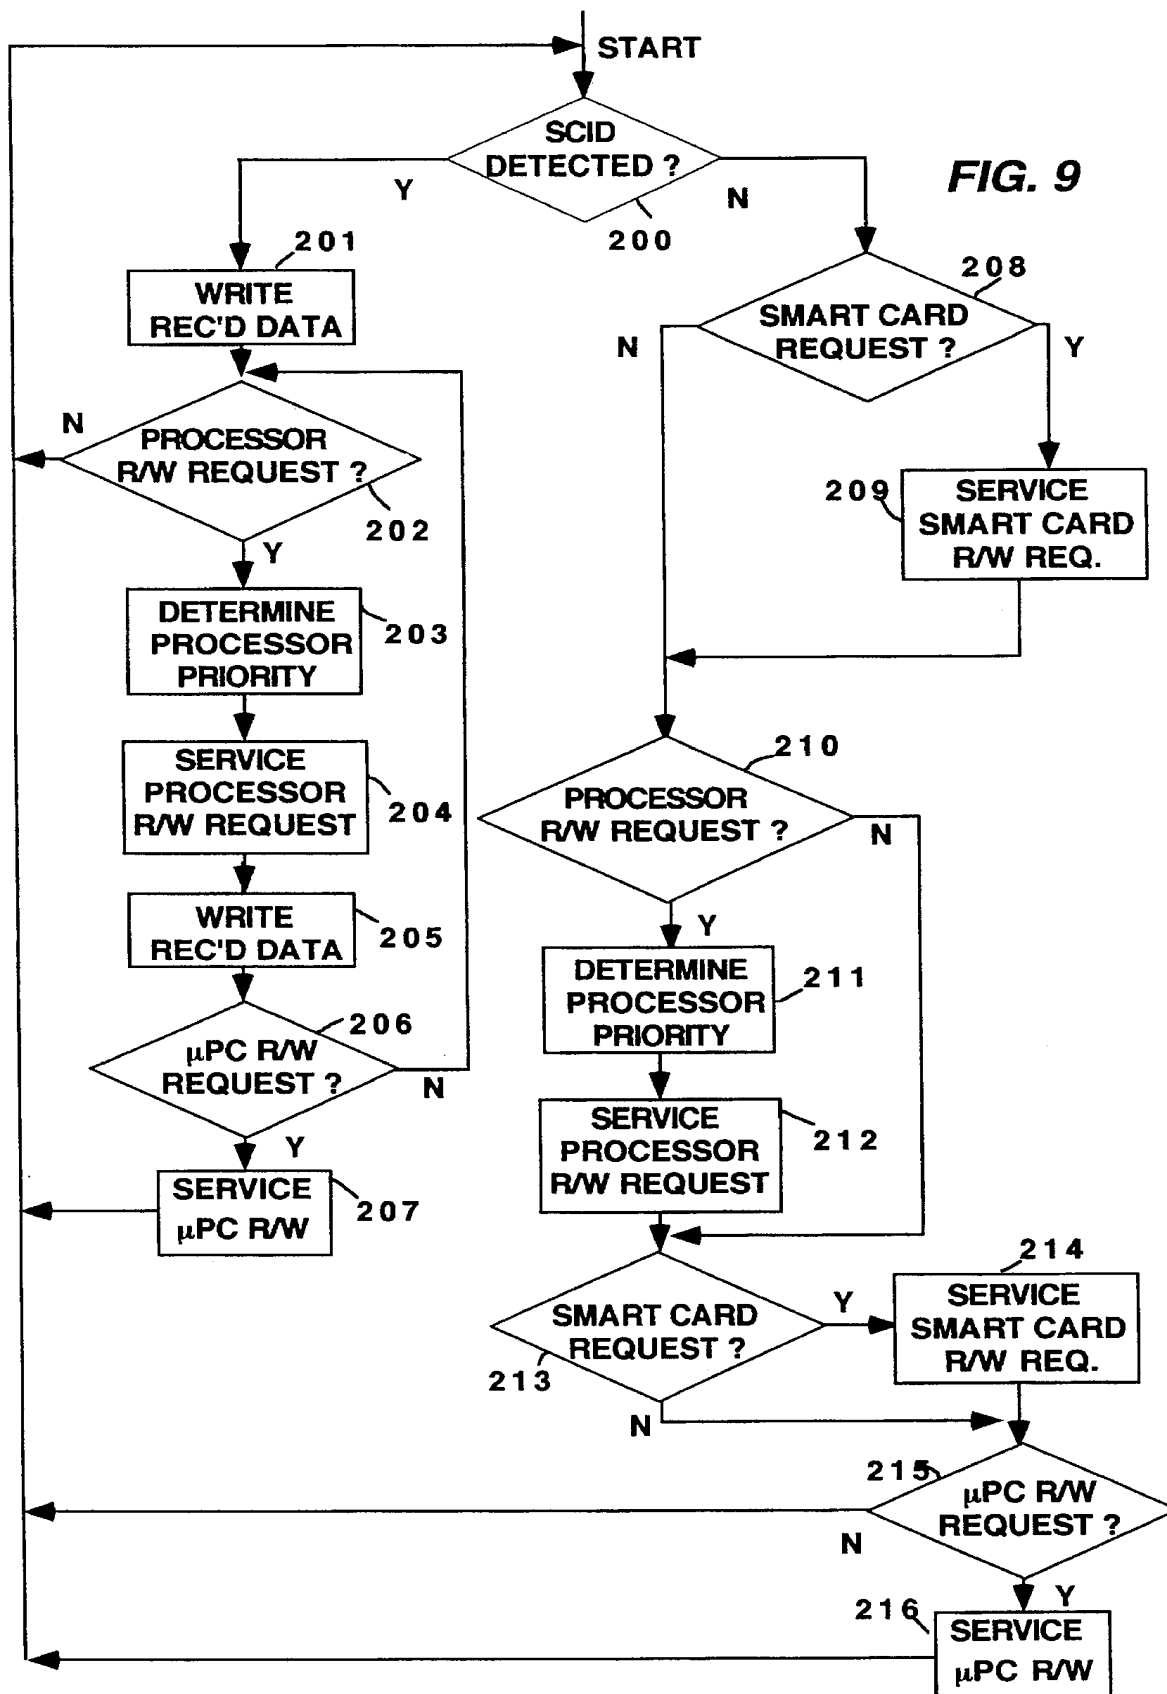 START
SCID
DETECTED ?
Y
N
200
FIG. 9
201
WRITE
REC'D DATA
208
SMART CARD
REQUEST ?
N
Y
N
PROCESSOR
R/W REQUEST ?
202
Y
209
SERVICE
SMART CARD
R/W REQ.
DETERMINE
PROCESSOR
PRIORITY
203
SERVICE
PROCESSOR
R/W REQUEST
204
210
PROCESSOR
R/W REQUEST ?
N
Y
WRITE
REC'D DATA
205
DETERMINE
PROCESSOR
PRIORITY
211
206
µPC R/W
REQUEST ?
N
Y
SERVICE
PROCESSOR
R/W REQUEST
212
SERVICE
µPC R/W
207
213
SMART CARD
REQUEST ?
Y
N
214
SERVICE
SMART CARD
R/W REQ.
215
µPC R/W
REQUEST ?
N
Y
216
SERVICE
µPC R/W